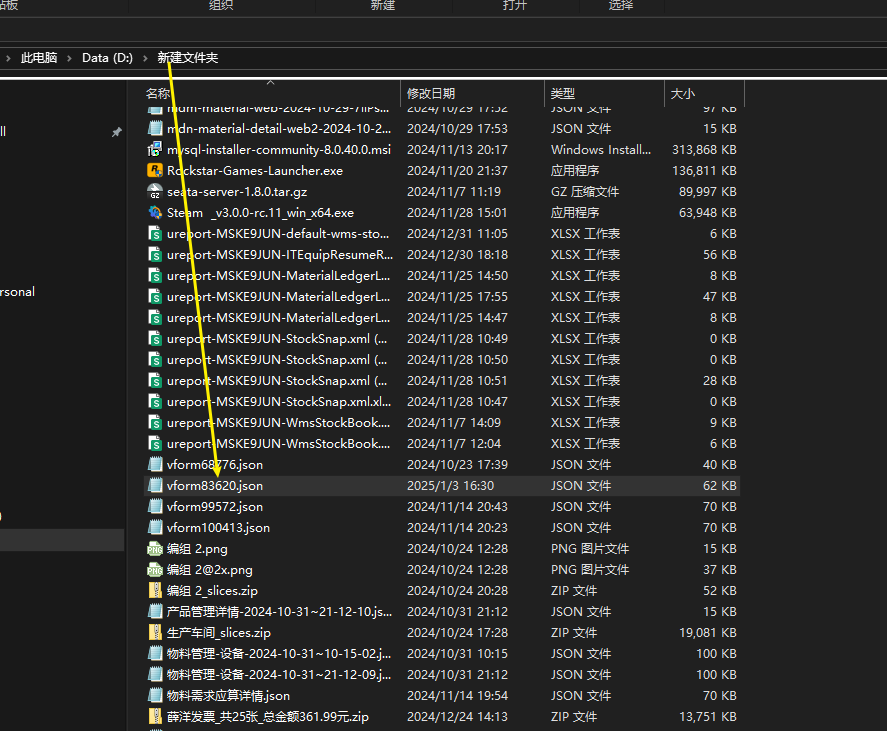 组织 新建 打开 选择
此电脑 > Data (D:) > 新建文件夹
名称 修改日期 类型 大小
mdm-material-web-2024-10-29-7... 2024/10/29 17:52 JSON 文件 97 KB
mdn-material-detail-web2-2024-10-2... 2024/10/29 17:53 JSON 文件 15 KB
mysql-installer-community-8.0.40.0.msi 2024/11/13 20:17 Windows Install... 313,868 KB
Rockstar-Games-Launcher.exe 2024/11/20 21:37 应用程序 136,811 KB
seata-server-1.8.0.tar.gz 2024/11/7 11:19 GZ 压缩文件 89,997 KB
Steam _v3.0.0-rc.11_win_x64.exe 2024/11/28 15:01 应用程序 63,948 KB
ureport-MSKE9JUN-default-wms-sto... 2024/12/31 11:05 XLSX 工作表 6 KB
ureport-MSKE9JUN-ITEquipResumeR... 2024/12/30 18:18 XLSX 工作表 56 KB
ureport-MSKE9JUN-MaterialLedgerL... 2024/11/25 14:50 XLSX 工作表 8 KB
rsonal
ureport-MSKE9JUN-MaterialLedgerL... 2024/11/25 17:55 XLSX 工作表 47 KB
ureport-MSKE9JUN-MaterialLedgerL... 2024/11/25 14:47 XLSX 工作表 8 KB
ureport-MSKE9JUN-StockSnap.xml (... 2024/11/28 10:49 XLSX 工作表 0 KB
ureport-MSKE9JUN-StockSnap.xml (... 2024/11/28 10:50 XLSX 工作表 0 KB
ureport-MSKE9JUN-StockSnap.xml (... 2024/11/28 10:51 XLSX 工作表 28 KB
ureport-MSKE9JUN-StockSnap.xml.xl... 2024/11/28 10:47 XLSX 工作表 0 KB
ureport-MSKE9JUN-WmsStockBook.... 2024/11/7 14:09 XLSX 工作表 9 KB
ureport-MSKE9JUN-WmsStockBook.... 2024/11/7 12:04 XLSX 工作表 6 KB
vform68776.json 2024/10/23 17:39 JSON 文件 40 KB
vform83620.json 2025/1/3 16:30 JSON 文件 62 KB
vform99572.json 2024/11/14 20:43 JSON 文件 70 KB
vform100413.json 2024/11/14 20:23 JSON 文件 70 KB
编组 2.png 2024/10/24 12:28 PNG 图片文件 15 KB
编组 2@2x.png 2024/10/24 12:28 PNG 图片文件 37 KB
编组 2_slices.zip 2024/10/24 20:28 ZIP 文件 52 KB
产品管理详情-2024-10-31~21-12-10.js... 2024/10/31 21:12 JSON 文件 15 KB
生产车间_slices.zip 2024/10/24 17:28 ZIP 文件 19,081 KB
物料管理-设备-2024-10-31~10-15-02.j... 2024/10/31 10:15 JSON 文件 100 KB
物料管理-设备-2024-10-31~21-12-09.j... 2024/10/31 21:12 JSON 文件 100 KB
物料需求应算详情.json 2024/11/14 19:54 JSON 文件 70 KB
薛洋发票_共25张_总金额361.99元.zip 2024/12/24 14:13 ZIP 文件 13,751 KB